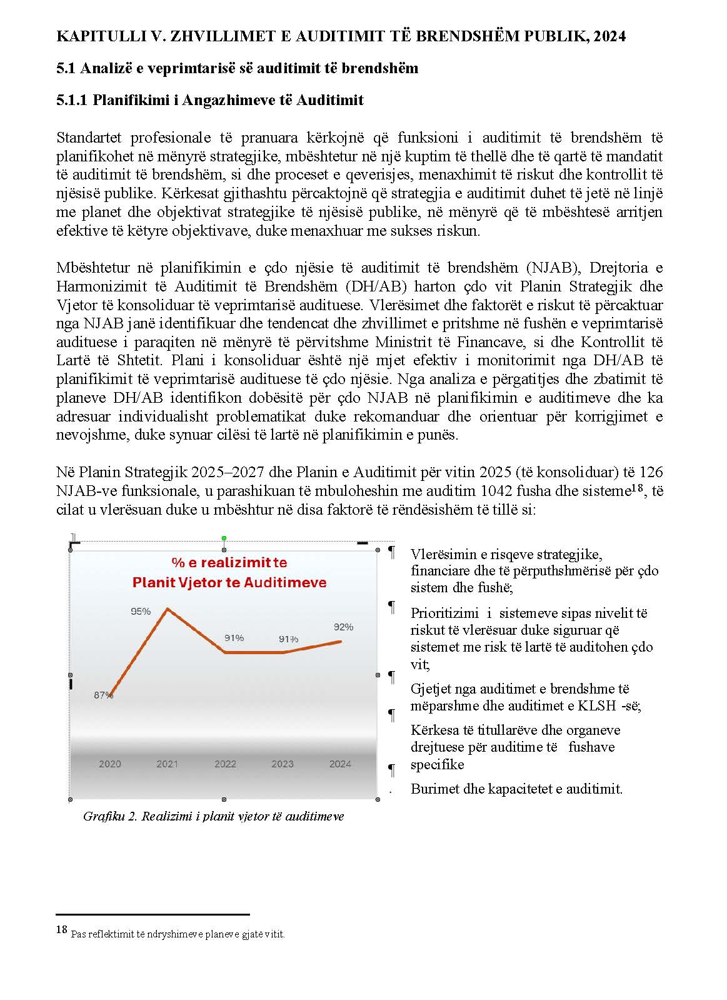 KAPITULLI V. ZHVILLIMET E AUDITIMIT TË BRENDSHËM PUBLIK, 2024
5.1 Analizë e veprimtarisë së auditimit të brendshëm
5.1.1 Planifikimi i Angazhimeve të Auditimit
Standartet profesionale të pranuara kërkojnë që funksioni i auditimit të brendshëm të
planifikohet në mënyrë strategjike, mbështetur në një kuptim të thellë dhe të qartë të mandatit
të auditimit të brendshëm, si dhe proceset e qeverisjes, menaxhimit të riskut dhe kontrollit të
njësisë publike. Kërkesat gjithashtu përcaktojnë që strategjia e auditimit duhet të jetë në linjë
me planet dhe objektivat strategjike të njësisë publike, në mënyrë që të mbështesë arritjen
efektive të këtyre objektivave, duke menaxhuar me sukses riskun.
Mbështetur në planifikimin e çdo njësie të auditimit të brendshëm (NJAB), Drejtoria e
Harmonizimit të Auditimit të Brendshëm (DH/AB) harton çdo vit Planin Strategjik dhe
Vjetor të konsoliduar të veprimtarisë audituese. Vlerësimet dhe faktorët e riskut të përcaktuar
nga NJAB janë identifikuar dhe tendencat dhe zhvillimet e pritshme në fushën e veprimtarisë
audituese i paraqiten në mënyrë të përvitshme Ministrit të Financave, si dhe Kontrollit të
Lartë të Shtetit. Plani i konsoliduar është një mjet efektiv i monitorimit nga DH/AB të
planifikimit të veprimtarisë audituese të çdo njësie. Nga analiza e përgatitjes dhe zbatimit të
planeve DH/AB identifikon dobësitë për çdo NJAB në planifikimin e auditimeve dhe ka
adresuar individualisht problematikat duke rekomanduar dhe orientuar për korrigjimet e
nevojshme, duke synuar cilësi të lartë në planifikimin e punës.
Në Planin Strategjik 2025–2027 dhe Planin e Auditimit për vitin 2025 (të konsoliduar) të 126
NJAB-ve funksionale, u parashikuan të mbuloheshin me auditim 1042 fusha dhe sisteme18, të
cilat u vlerësuan duke u mbështur në disa faktorë të rëndësishëm të tillë si:
% e realizimit te
Planit Vjetor te Auditimeve
95%
91%
91%
92%
87%
2020 2021 2022 2023 2024
Grafiku 2. Realizimi i planit vjetor të auditimeve
¶ Vlerësimin e risqeve strategjike,
financiare dhe të përputhshmërisë për çdo
sistem dhe fushë;
¶ Prioritizimi i sistemeve sipas nivelit të
riskut të vlerësuar duke siguruar që
sistemet me risk të lartë të auditohen çdo
vit;
¶ Gjetjet nga auditimet e brendshme të
mëparshme dhe auditimet e KLSH -së;
¶ Kërkesa të titullarëve dhe organeve
drejtuese për auditime të fushave
¶ specifike
. Burimet dhe kapacitetet e auditimit.
18 Pas reflektimit të ndryshimeve planeve gjatë vitit.